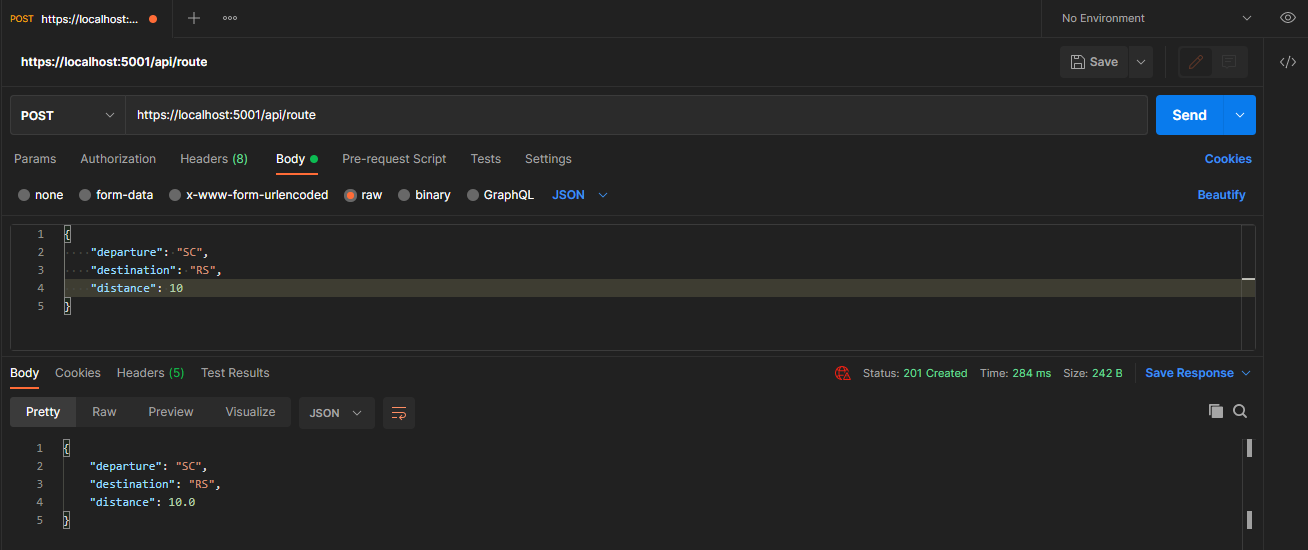 POST https://localhost:... No Environment
https://localhost:5001/api/route Save
POST https://localhost:5001/api/route Send
Params Authorization Headers (8) Body Pre-request Script Tests Settings Cookies
none form-data x-www-form-urlencoded raw binary GraphQL JSON Beautify
1 {
2 "departure": "SC",
3 "destination": "RS",
4 "distance": 10
5 }
Body Cookies Headers (5) Test Results Status: 201 Created Time: 284 ms Size: 242 B Save Response
Pretty Raw Preview Visualize JSON
1 {
2 "departure": "SC",
3 "destination": "RS",
4 "distance": 10.0
5 }